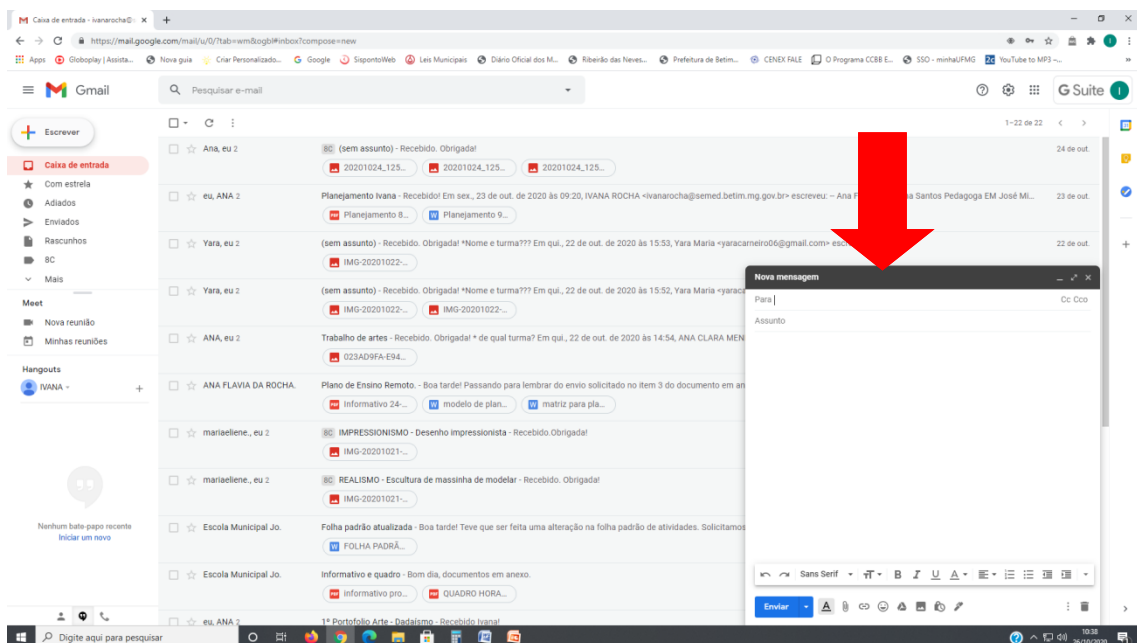 Caixa de entrada - ivanarocha@
https://mail.google.com/mail/u/0/?tab=wm&ogbl#inbox?compose=new
Apps Globoplay | Assista... Nova guia Criar Personalizado... Google SispontoWeb Leis Municipais Diário Oficial dos M... Ribeirão das Neves... Prefeitura de Betim... CENEX FALE O Programa CCBB E... SSO - minhaUFMG YouTube to MP3 –...
Gmail Pesquisar e-mail G Suite I
Escrever
1–22 de 22
Caixa de entrada
Com estrela
Adiados
Enviados
Rascunhos
8C
Mais
Meet
Nova reunião
Minhas reuniões
Hangouts
IVANA
Nenhum bate-papo recente
Iniciar um novo
Ana, eu 2 8C (sem assunto) - Recebido. Obrigada! 24 de out.
20201024_125... 20201024_125... 20201024_125...
eu, ANA 2 Planejamento Ivana - Recebido! Em sex., 23 de out. de 2020 às 09:20, IVANA ROCHA <ivanarocha@semed.betim.mg.gov.br> escreveu: -- Ana Santos Pedagoga EM José Mi... 23 de out.
Planejamento 8... Planejamento 9...
Yara, eu 2 (sem assunto) - Recebido. Obrigada! *Nome e turma??? Em qui., 22 de out. de 2020 às 15:53, Yara Maria <yaracarneiro06@gmail.com> 22 de out.
IMG-20201022-...
Yara, eu 2 (sem assunto) - Recebido. Obrigada! *Nome e turma??? Em qui., 22 de out. de 2020 às 15:52, Yara Maria
IMG-20201022-... IMG-20201022-...
ANA, eu 2 Trabalho de artes - Recebido. Obrigada! * de qual turma? Em qui., 22 de out. de 2020 às 14:54, ANA CLARA MEN
023AD9FA-E94...
ANA FLAVIA DA ROCHA. Plano de Ensino Remoto. - Boa tarde! Passando para lembrar do envio solicitado no item 3 do documento em an
Informativo 24-... modelo de plan... matriz para pla...
mariaeliene., eu 2 8C IMPRESSIONISMO - Desenho impressionista - Recebido.Obrigada!
IMG-20201021-...
mariaeliene., eu 2 8C REALISMO - Escultura de massinha de modelar - Recebido. Obrigada!
IMG-20201021-...
Escola Municipal Jo. Folha padrão atualizada - Boa tarde! Teve que ser feita uma alteração na folha padrão de atividades. Solicitamos
FOLHA PADRÃ...
Escola Municipal Jo. Informativo e quadro - Bom dia, documentos em anexo.
informativo pro... QUADRO HORA...
eu, ANA 2 1º Portofolio Arte - Dadaismo - Recebido Ivana!
Nova mensagem
Para Cc Cco
Assunto
Sans Serif B I U A
Enviar A
Digite aqui para pesquisar
10:38
26/10/2020